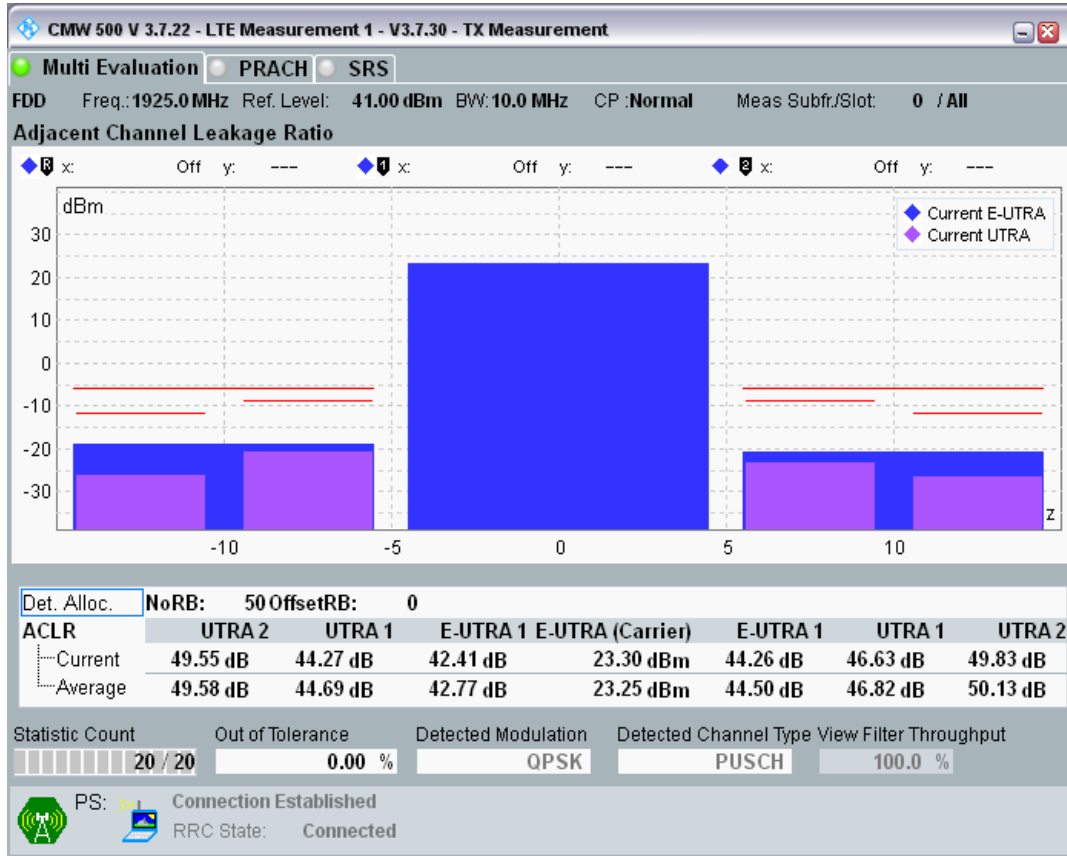 CMW 500 V 3.7.22 - LTE Measurement 1 - V3.7.30 - TX Measurement
Multi Evaluation PRACH SRS
FDD Freq.: 1925.0 MHz Ref. Level: 41.00 dBm BW: 10.0 MHz CP :Normal Meas Subfr./Slot: 0 / All
Adjacent Channel Leakage Ratio
R x: Off y: --- 1 x: Off y: --- 2 x: Off y: ---
dBm
Current E-UTRA
Current UTRA
30
20
10
0
-10
-20
-30
z
-10 -5 0 5 10
Det. Alloc. NoRB: 50 OffsetRB: 0
ACLR UTRA 2 UTRA 1 E-UTRA 1 E-UTRA (Carrier) E-UTRA 1 UTRA 1 UTRA 2
Current 49.55 dB 44.27 dB 42.41 dB 23.30 dBm 44.26 dB 46.63 dB 49.83 dB
Average 49.58 dB 44.69 dB 42.77 dB 23.25 dBm 44.50 dB 46.82 dB 50.13 dB
Statistic Count Out of Tolerance Detected Modulation Detected Channel Type View Filter Throughput
20 / 20 0.00 % QPSK PUSCH 100.0 %
PS: Connection Established
RRC State: Connected